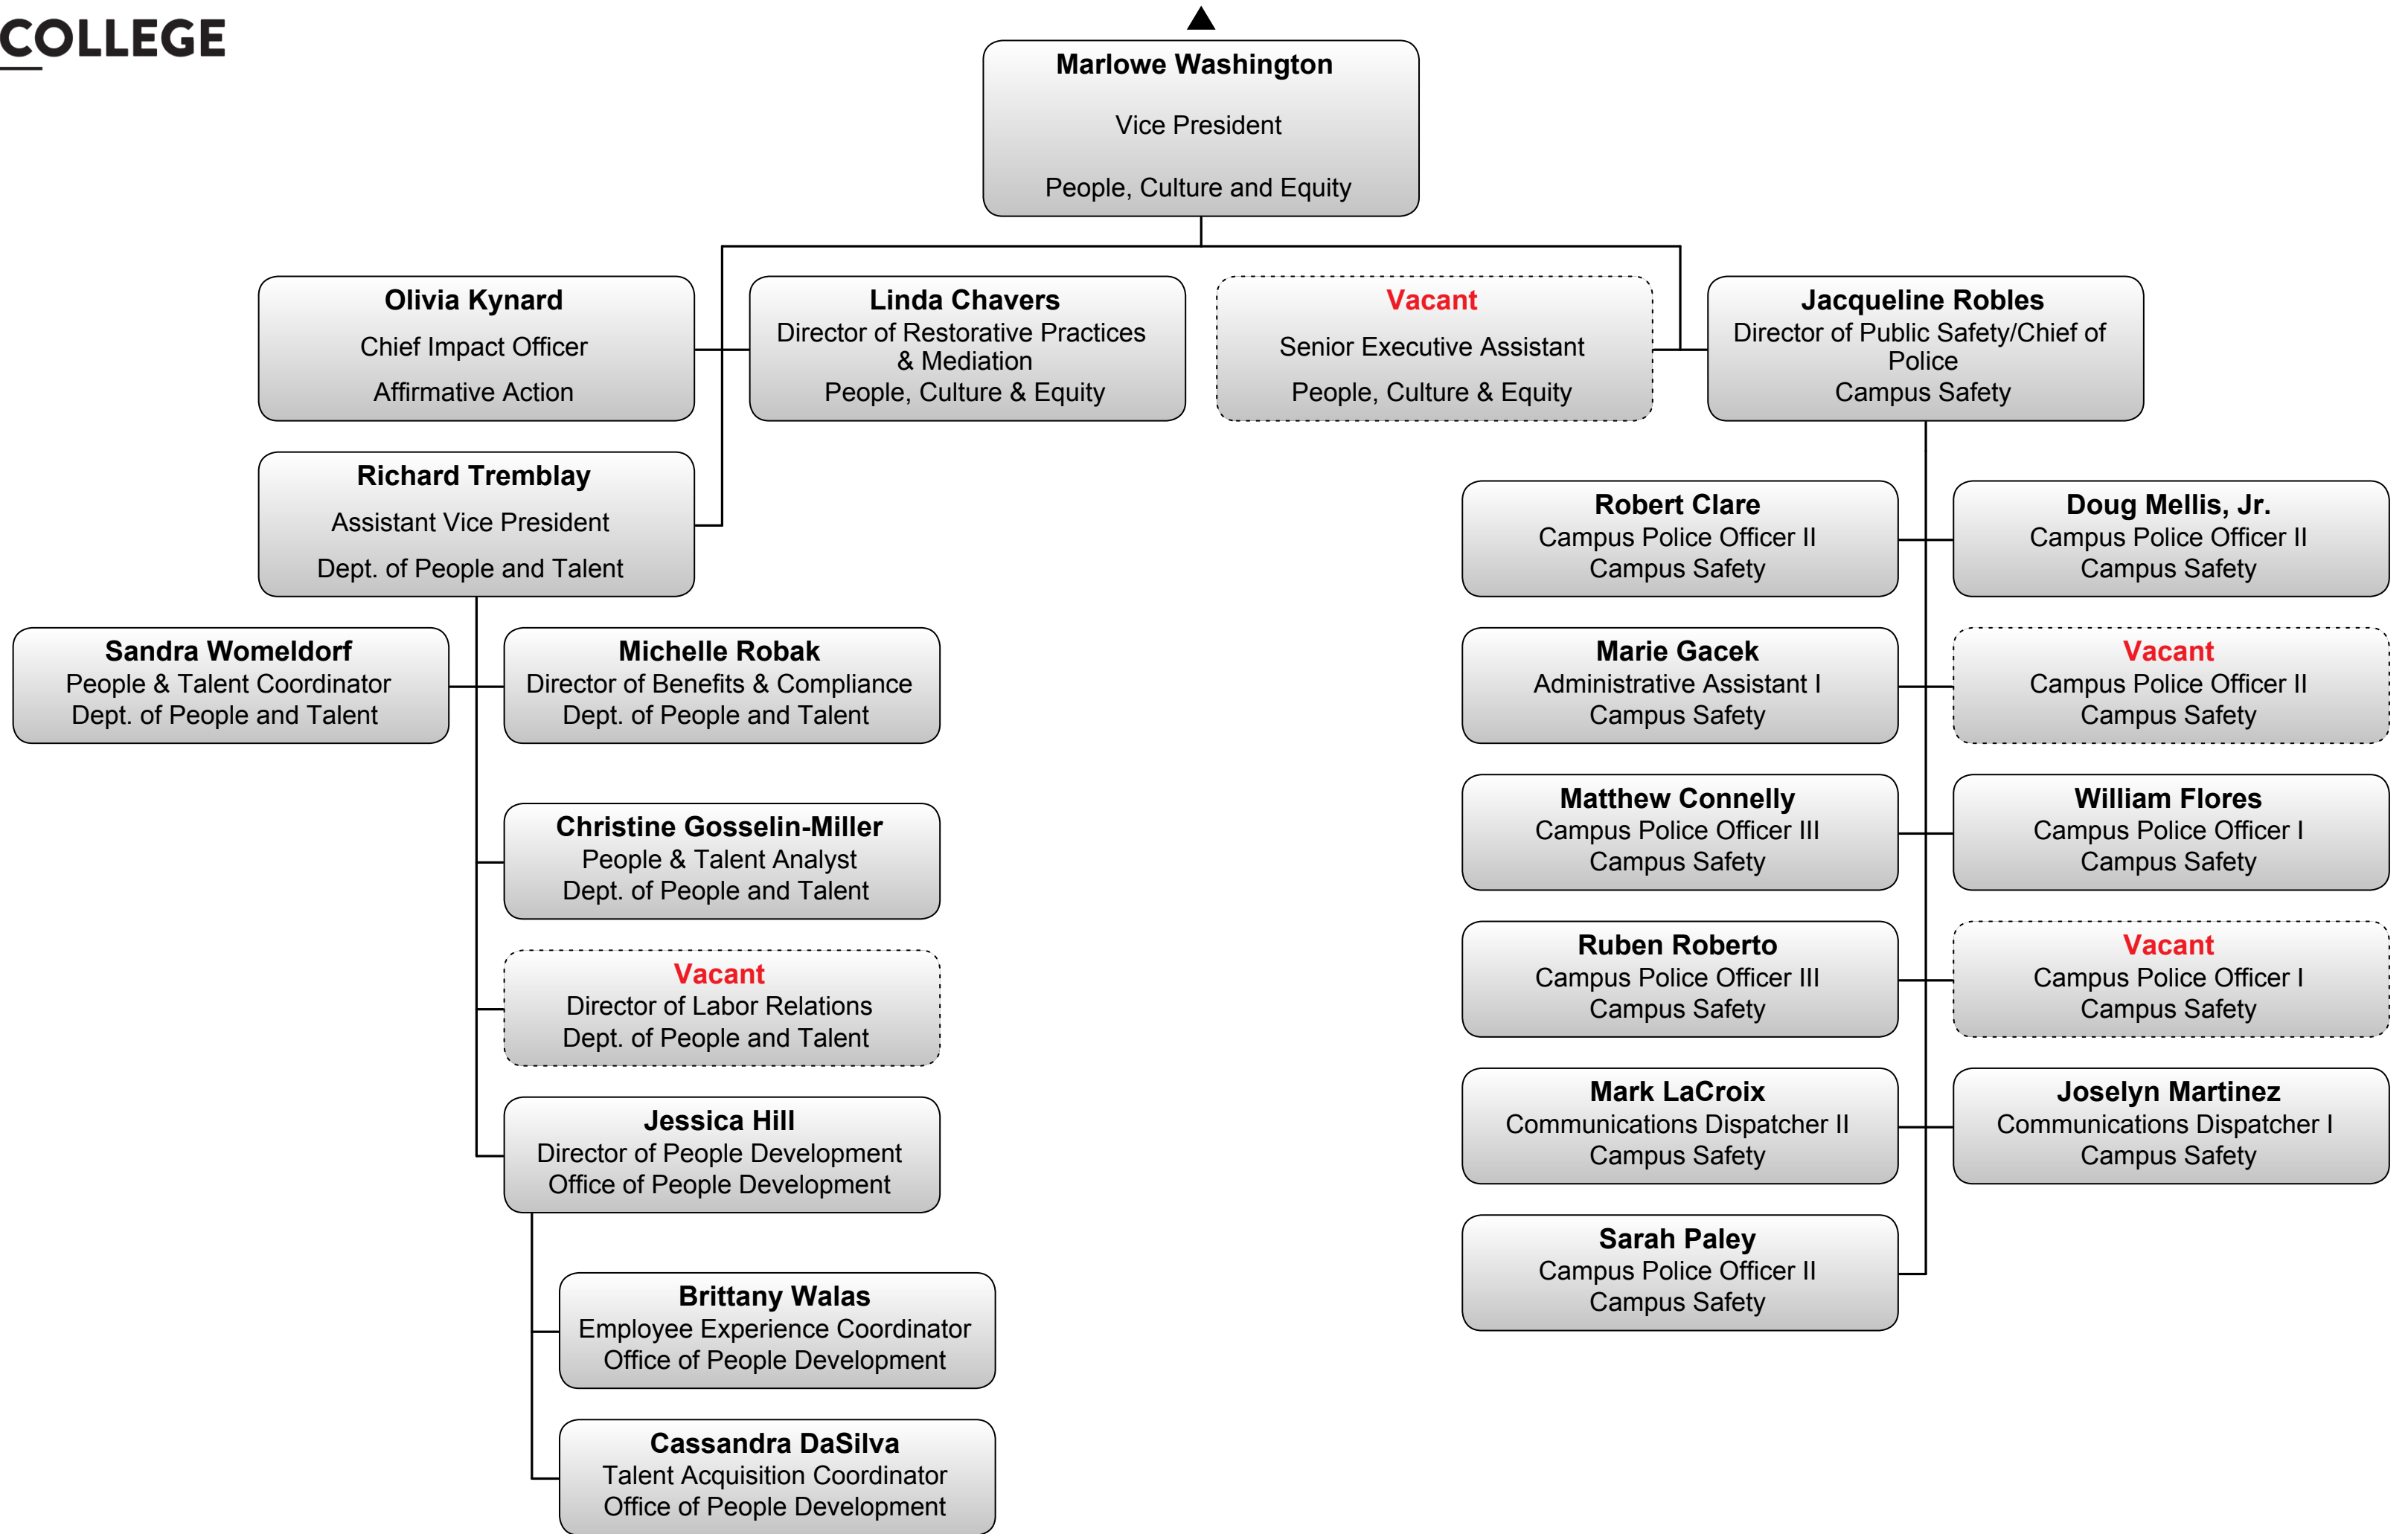 COLLEGE
Marlowe Washington
Vice President
People, Culture and Equity
Olivia Kynard
Chief Impact Officer
Affirmative Action
Linda Chavers
Director of Restorative Practices
& Mediation
People, Culture & Equity
Vacant
Senior Executive Assistant
People, Culture & Equity
Jacqueline Robles
Director of Public Safety/Chief of
Police
Campus Safety
Richard Tremblay
Assistant Vice President
Dept. of People and Talent
Sandra Womeldorf
People & Talent Coordinator
Dept. of People and Talent
Michelle Robak
Director of Benefits & Compliance
Dept. of People and Talent
Christine Gosselin-Miller
People & Talent Analyst
Dept. of People and Talent
Vacant
Director of Labor Relations
Dept. of People and Talent
Jessica Hill
Director of People Development
Office of People Development
Brittany Walas
Employee Experience Coordinator
Office of People Development
Cassandra DaSilva
Talent Acquisition Coordinator
Office of People Development
Robert Clare
Campus Police Officer II
Campus Safety
Doug Mellis, Jr.
Campus Police Officer II
Campus Safety
Marie Gacek
Administrative Assistant I
Campus Safety
Vacant
Campus Police Officer II
Campus Safety
Matthew Connelly
Campus Police Officer III
Campus Safety
William Flores
Campus Police Officer I
Campus Safety
Ruben Roberto
Campus Police Officer III
Campus Safety
Vacant
Campus Police Officer I
Campus Safety
Mark LaCroix
Communications Dispatcher II
Campus Safety
Joselyn Martinez
Communications Dispatcher I
Campus Safety
Sarah Paley
Campus Police Officer II
Campus Safety